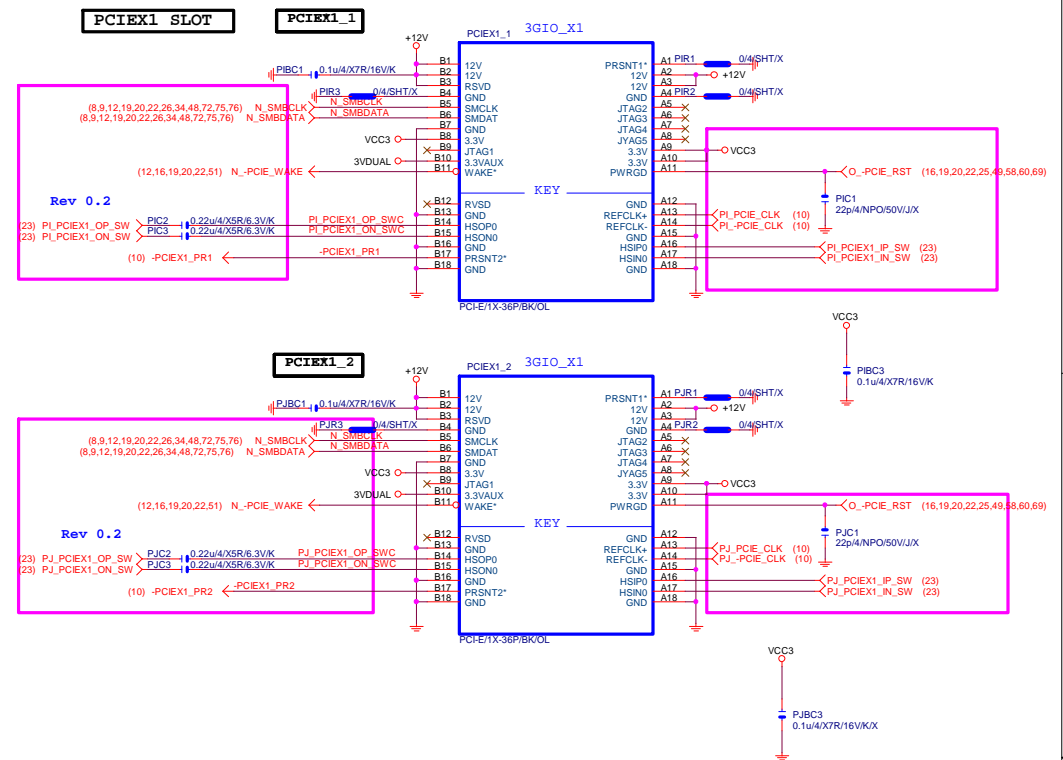 PCIEX1 SLOT
PCIEX1_1
PCIEX1_1
3GIO_X1
+12V
PIBC1 0.1u/4/X7R/16V/K
PIR3 0/4/SHT/X
(8,9,12,19,20,22,26,34,48,72,75,76) N_SMBCLK
N_SMBCLK
(8,9,12,19,20,22,26,34,48,72,75,76) N_SMBDATA
N_SMBDATA
VCC3
3VDUAL
(12,16,19,20,22,51) N_-PCIE_WAKE
Rev 0.2
(23) PI_PCIEX1_OP_SW PIC2 0.22u/4/X5R/6.3V/K PI_PCIEX1_OP_SWC
(23) PI_PCIEX1_ON_SW PIC3 0.22u/4/X5R/6.3V/K PI_PCIEX1_ON_SWC
(10) -PCIEX1_PR1 -PCIEX1_PR1
B1 12V PRSNT1* A1 PIR1 0/4/SHT/X
B2 12V 12V A2 +12V
B3 RSVD 12V A3
B4 GND GND A4 PIR2 0/4/SHT/X
B5 SMCLK JTAG2 A5
B6 SMDAT JTAG3 A6
B7 GND JTAG4 A7
B8 3.3V JYAG5 A8
B9 JTAG1 3.3V A9 VCC3
B10 3.3VAUX 3.3V A10
B11 WAKE* PWRGD A11 O_-PCIE_RST (16,19,20,22,25,49,58,60,69)
KEY
PIC1
22p/4/NPO/50V/J/X
B12 RVSD GND A12
B13 GND REFCLK+ A13 PI_PCIE_CLK (10)
B14 HSOP0 REFCLK- A14 PI_-PCIE_CLK (10)
B15 HSON0 GND A15
B16 GND HSIP0 A16 PI_PCIEX1_IP_SW (23)
B17 PRSNT2* HSIN0 A17 PI_PCIEX1_IN_SW (23)
B18 GND GND A18
PCI-E/1X-36P/BK/OL
VCC3
PIBC3
0.1u/4/X7R/16V/K
PCIEX1_2
PCIEX1_2
3GIO_X1
+12V
PJBC1 0.1u/4/X7R/16V/K
PJR3 0/4/SHT/X
(8,9,12,19,20,22,26,34,48,72,75,76) N_SMBCLK
N_SMBCLK
(8,9,12,19,20,22,26,34,48,72,75,76) N_SMBDATA
N_SMBDATA
VCC3
3VDUAL
(12,16,19,20,22,51) N_-PCIE_WAKE
Rev 0.2
(23) PJ_PCIEX1_OP_SW PJC2 0.22u/4/X5R/6.3V/K PJ_PCIEX1_OP_SWC
(23) PJ_PCIEX1_ON_SW PJC3 0.22u/4/X5R/6.3V/K PJ_PCIEX1_ON_SWC
(10) -PCIEX1_PR2 -PCIEX1_PR2
B1 12V PRSNT1* A1 PJR1 0/4/SHT/X
B2 12V 12V A2 +12V
B3 RSVD 12V A3
B4 GND GND A4 PJR2 0/4/SHT/X
B5 SMCLK JTAG2 A5
B6 SMDAT JTAG3 A6
B7 GND JTAG4 A7
B8 3.3V JYAG5 A8
B9 JTAG1 3.3V A9 VCC3
B10 3.3VAUX 3.3V A10
B11 WAKE* PWRGD A11 O_-PCIE_RST (16,19,20,22,25,49,58,60,69)
KEY
PJC1
22p/4/NPO/50V/J/X
B12 RVSD GND A12
B13 GND REFCLK+ A13 PJ_PCIE_CLK (10)
B14 HSOP0 REFCLK- A14 PJ_-PCIE_CLK (10)
B15 HSON0 GND A15
B16 GND HSIP0 A16 PJ_PCIEX1_IP_SW (23)
B17 PRSNT2* HSIN0 A17 PJ_PCIEX1_IN_SW (23)
B18 GND GND A18
PCI-E/1X-36P/BK/OL
VCC3
PJBC3
0.1u/4/X7R/16V/K/X